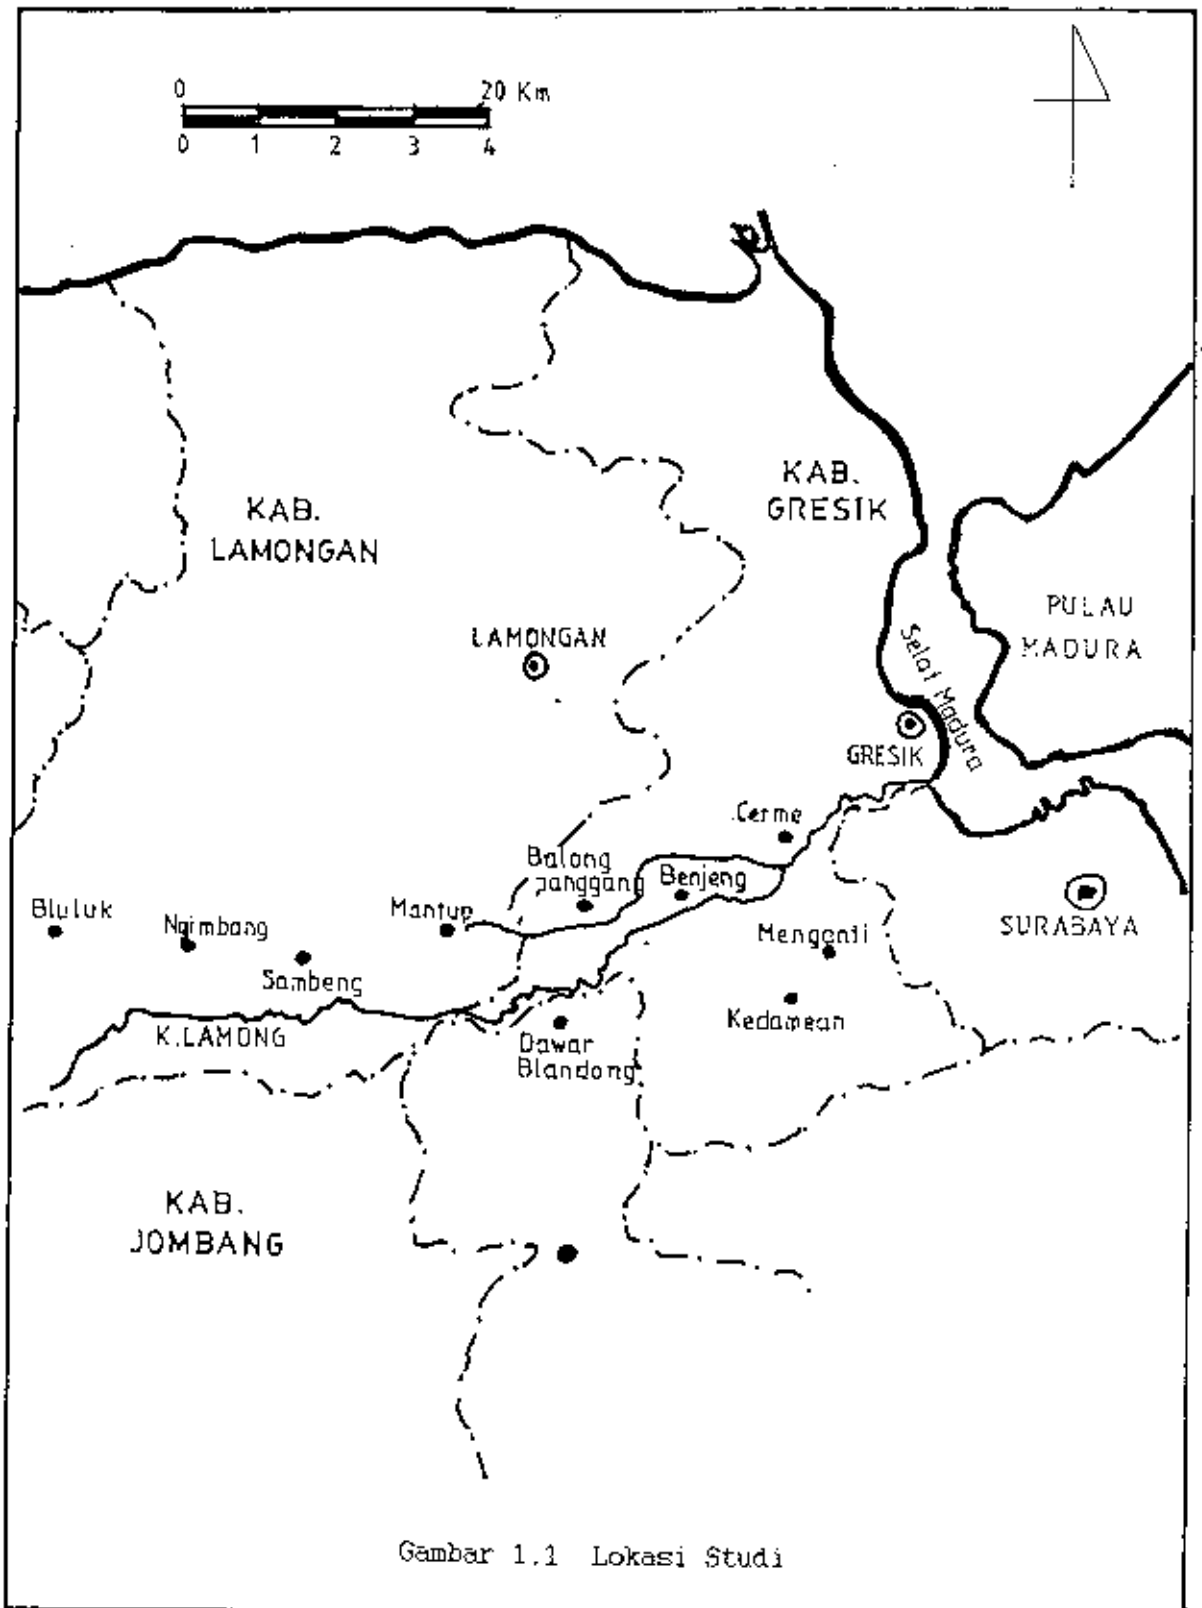 0 20 Km
0 1 2 3 4
KAB.
GRESIK
KAB.
LAMONGAN
PULAU
MADURA
LAMONGAN
Selat Madura
GRESIK
Cerme
Balong
panggang
Benjeng
Bluluk
Ngimbang
Mantup
SURABAYA
Menganti
Sambeng
Kedamean
K.LAMONG
Dawar
Blandong
KAB.
JOMBANG
Gambar 1.1 Lokasi Studi